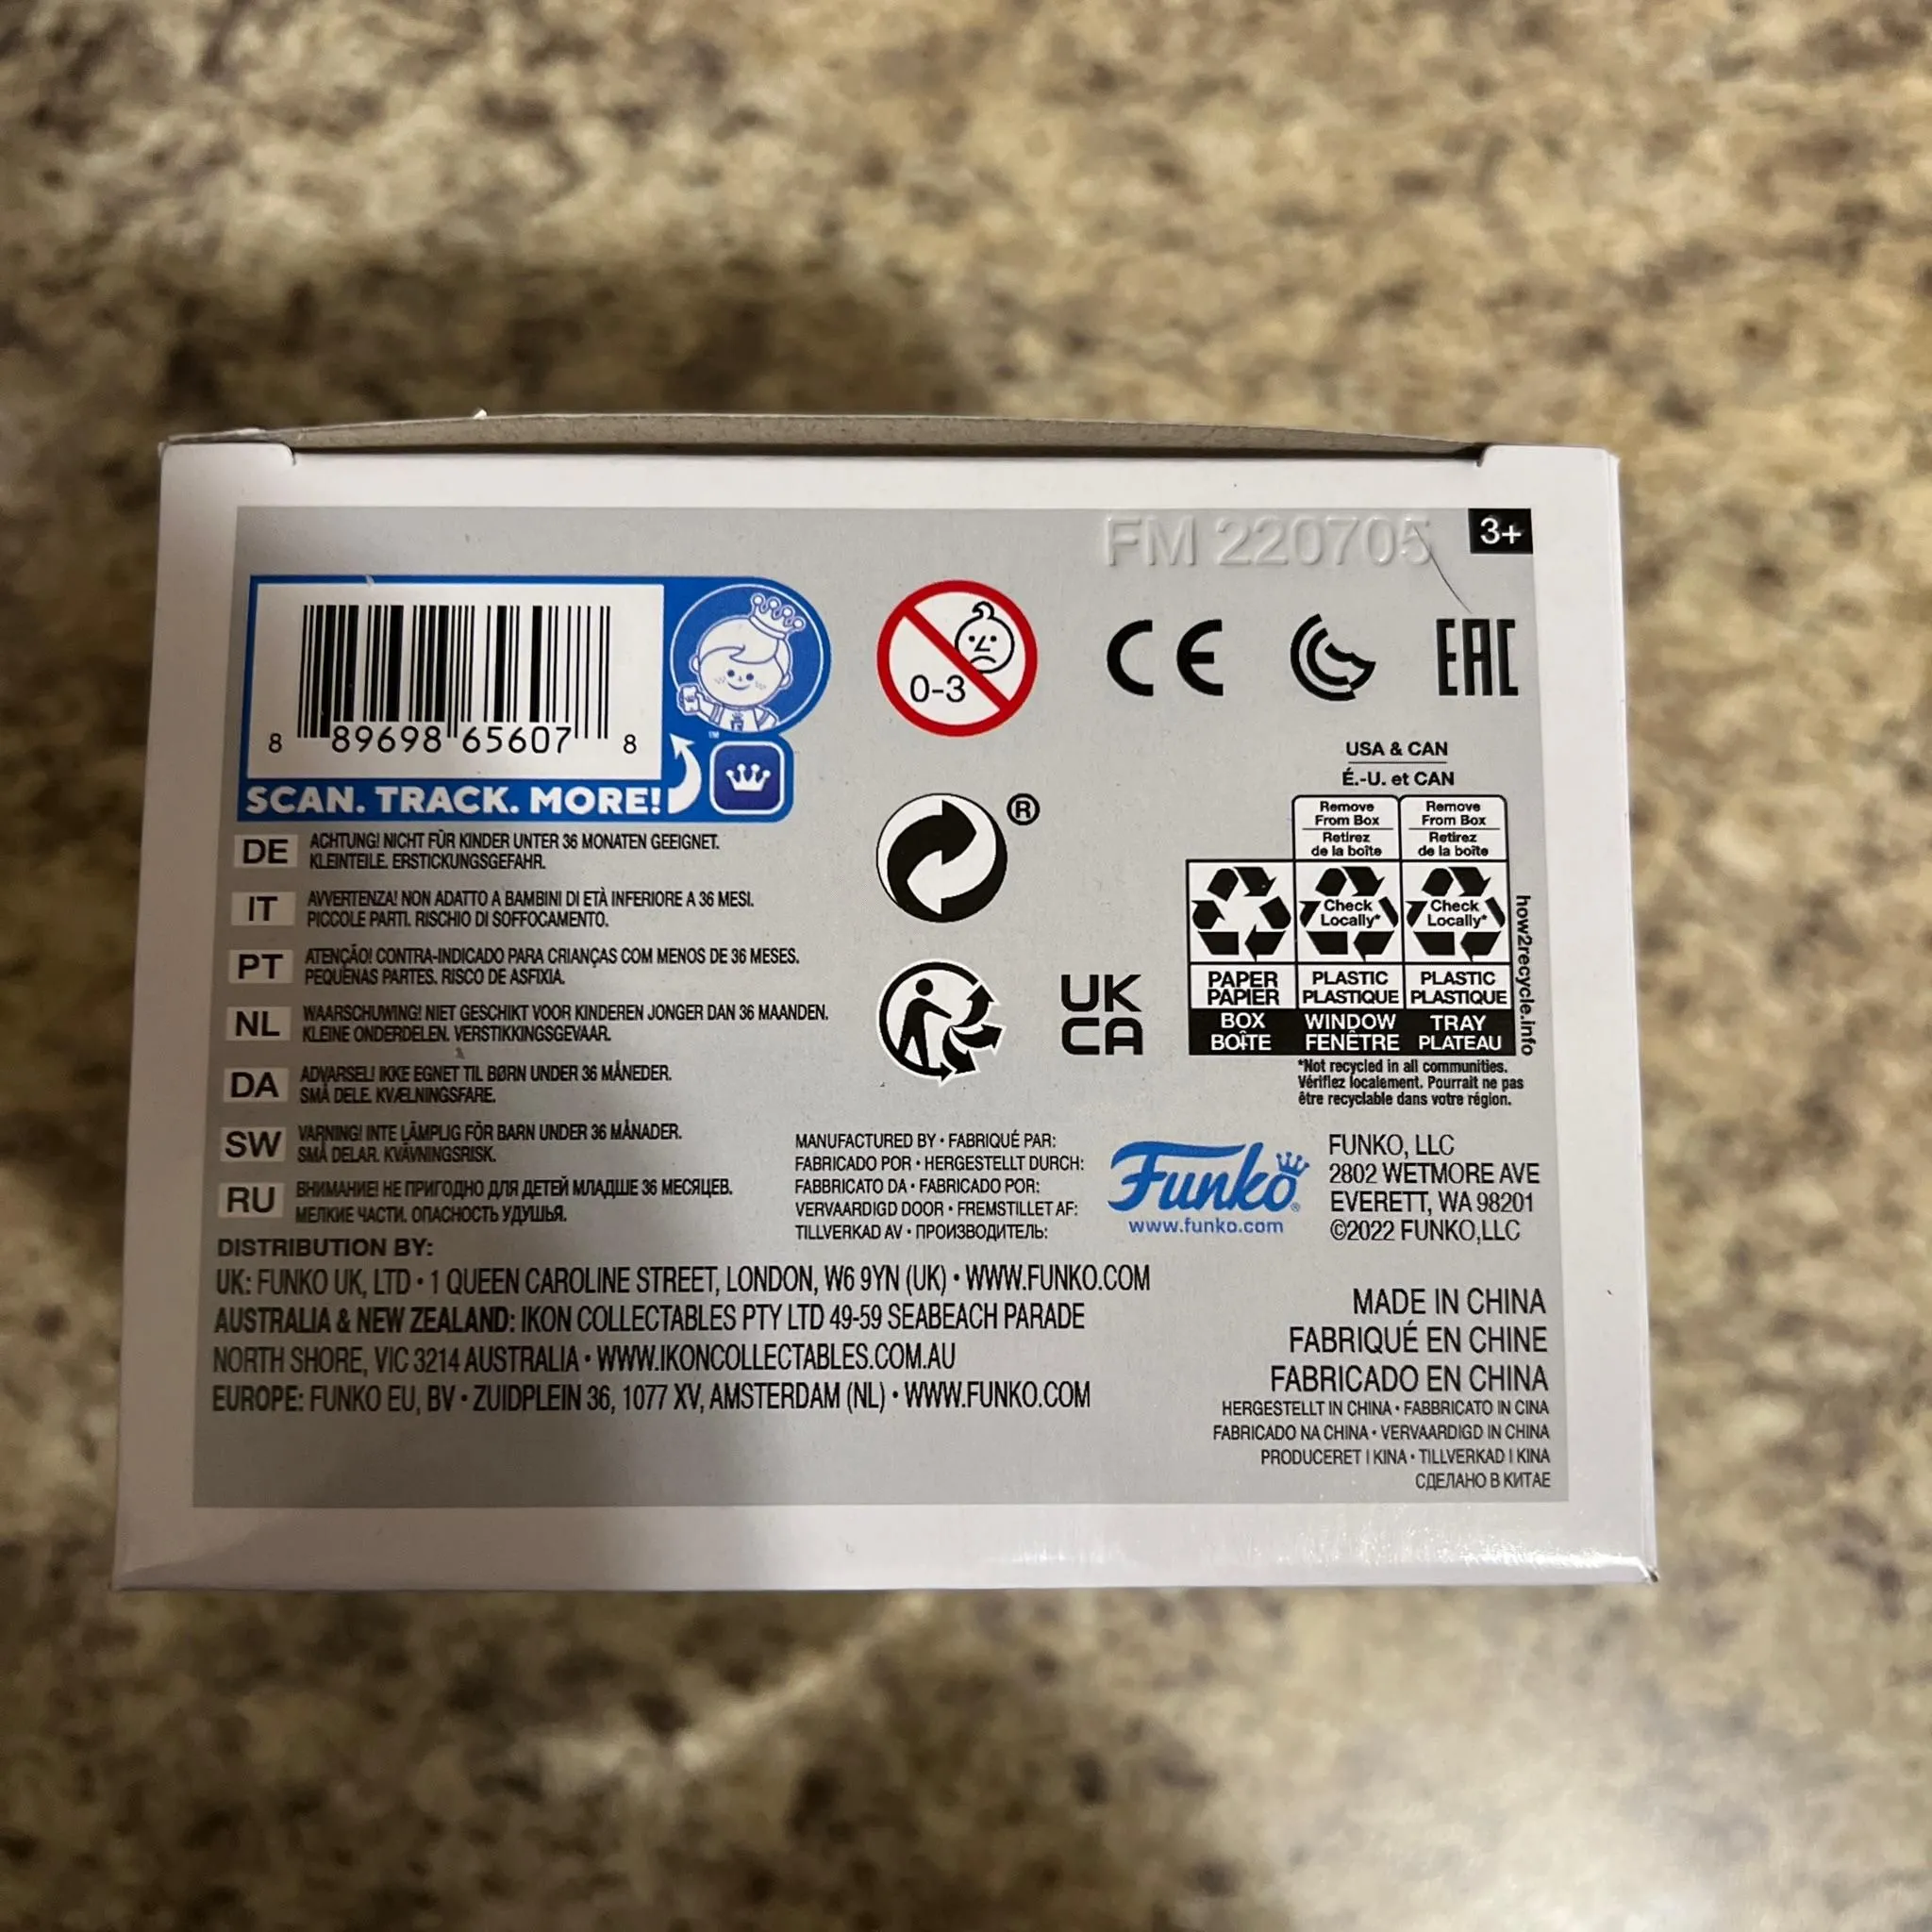 FM 220705
3+
8 89698 65607 8
SCAN. TRACK. MORE!
™
0-3
CE
EAC
®
UK
CA
USA & CAN
É.-U. et CAN
Remove
From Box
Retirez
de la boîte
Remove
From Box
Retirez
de la boîte
Check
Locally*
Check
Locally*
PAPER
PAPIER
PLASTIC
PLASTIQUE
PLASTIC
PLASTIQUE
BOX
BOÎTE
WINDOW
FENÊTRE
TRAY
PLATEAU
how2recycle.info
*Not recycled in all communities.
Vérifiez localement. Pourrait ne pas
être recyclable dans votre région.
DE ACHTUNG! NICHT FÜR KINDER UNTER 36 MONATEN GEEIGNET.
KLEINTEILE. ERSTICKUNGSGEFAHR.
IT AVVERTENZA! NON ADATTO A BAMBINI DI ETÀ INFERIORE A 36 MESI.
PICCOLE PARTI. RISCHIO DI SOFFOCAMENTO.
PT ATENÇÃO! CONTRA-INDICADO PARA CRIANÇAS COM MENOS DE 36 MESES.
PEQUENAS PARTES. RISCO DE ASFIXIA.
NL WAARSCHUWING! NIET GESCHIKT VOOR KINDEREN JONGER DAN 36 MAANDEN.
KLEINE ONDERDELEN. VERSTIKKINGSGEVAAR.
DA ADVARSEL! IKKE EGNET TIL BØRN UNDER 36 MÅNEDER.
SMÅ DELE. KVÆLNINGSFARE.
SW VARNING! INTE LÄMPLIG FÖR BARN UNDER 36 MÅNADER.
SMÅ DELAR. KVÄVNINGSRISK.
RU ВНИМАНИЕ! НЕ ПРИГОДНО ДЛЯ ДЕТЕЙ МЛАДШЕ 36 МЕСЯЦЕВ.
МЕЛКИЕ ЧАСТИ. ОПАСНОСТЬ УДУШЬЯ.
MANUFACTURED BY • FABRIQUÉ PAR:
FABRICADO POR • HERGESTELLT DURCH:
FABBRICATO DA • FABRICADO POR:
VERVAARDIGD DOOR • FREMSTILLET AF:
TILLVERKAD AV • ПРОИЗВОДИТЕЛЬ:
Funko®
www.funko.com
FUNKO, LLC
2802 WETMORE AVE
EVERETT, WA 98201
©2022 FUNKO,LLC
DISTRIBUTION BY:
UK: FUNKO UK, LTD • 1 QUEEN CAROLINE STREET, LONDON, W6 9YN (UK) • WWW.FUNKO.COM
AUSTRALIA & NEW ZEALAND: IKON COLLECTABLES PTY LTD 49-59 SEABEACH PARADE
NORTH SHORE, VIC 3214 AUSTRALIA • WWW.IKONCOLLECTABLES.COM.AU
EUROPE: FUNKO EU, BV • ZUIDPLEIN 36, 1077 XV, AMSTERDAM (NL) • WWW.FUNKO.COM
MADE IN CHINA
FABRIQUÉ EN CHINE
FABRICADO EN CHINA
HERGESTELLT IN CHINA • FABBRICATO IN CINA
FABRICADO NA CHINA • VERVAARDIGD IN CHINA
PRODUCERET I KINA • TILLVERKAD I KINA
СДЕЛАНО В КИТАЕ